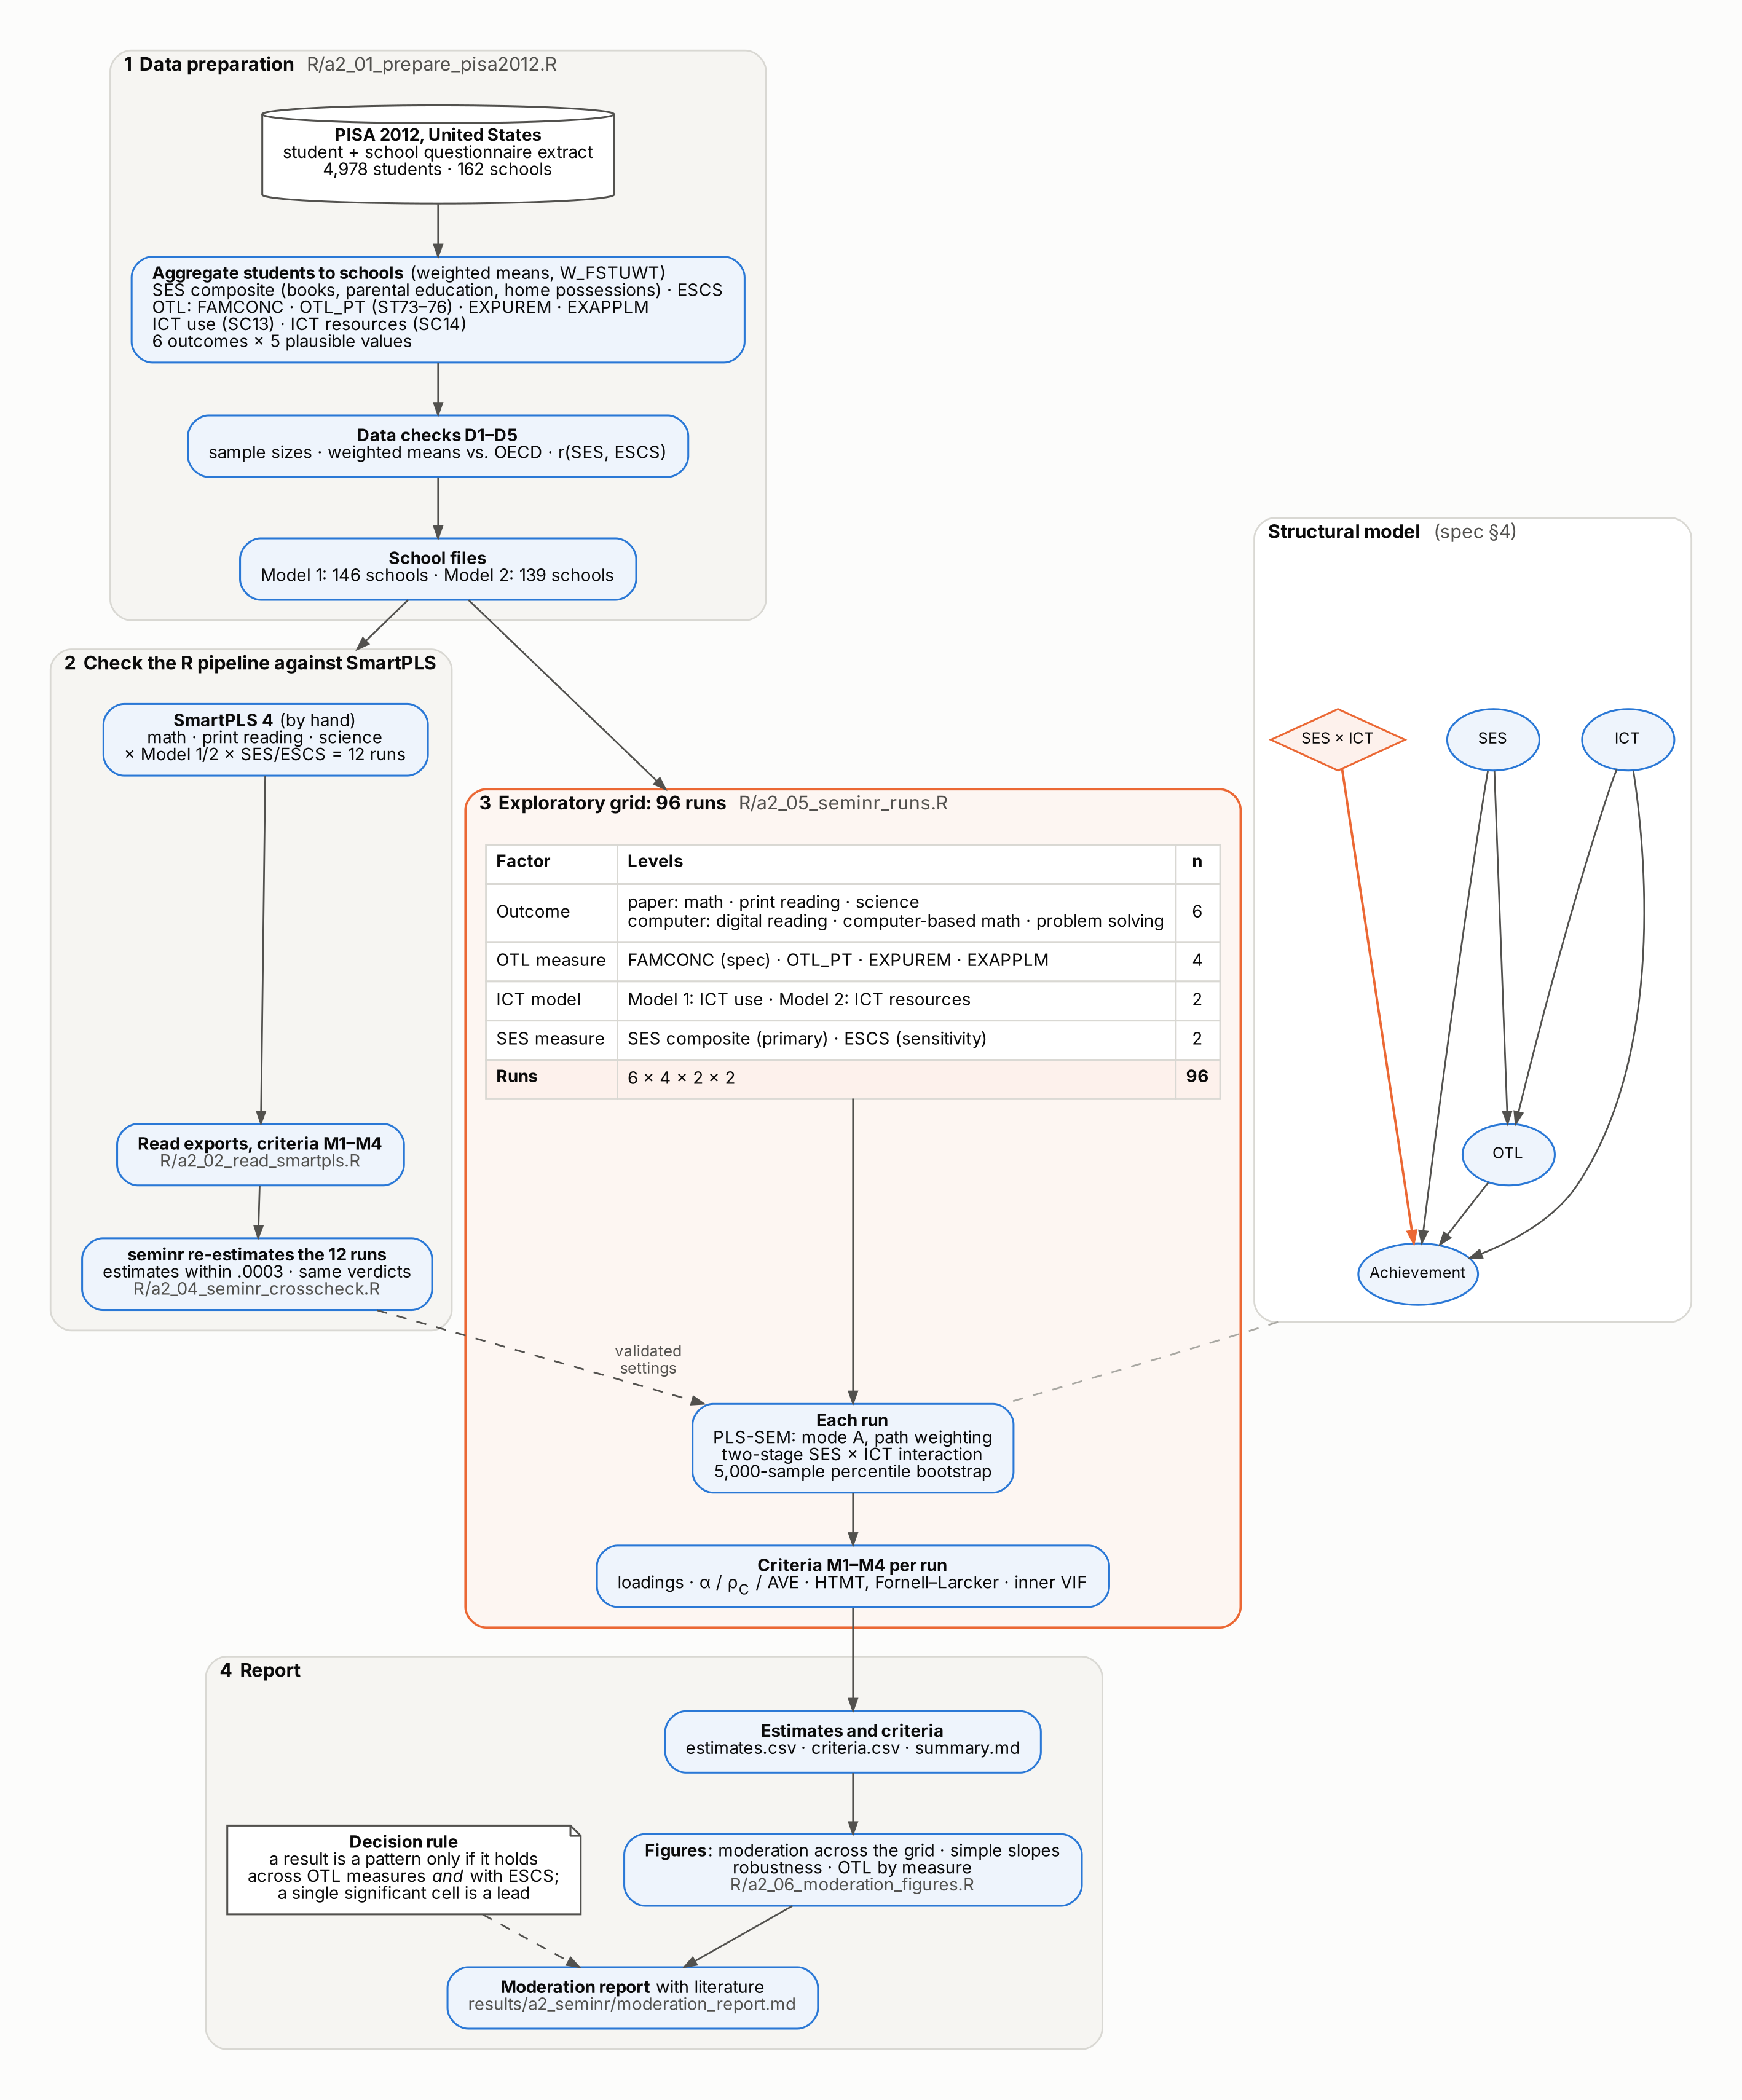 1 Data preparation R/a2_01_prepare_pisa2012.R
PISA 2012, United States
student + school questionnaire extract
4,978 students · 162 schools
Aggregate students to schools (weighted means, W_FSTUWT)
SES composite (books, parental education, home possessions) · ESCS
OTL: FAMCONC · OTL_PT (ST73–76) · EXPUREM · EXAPPLM
ICT use (SC13) · ICT resources (SC14)
6 outcomes × 5 plausible values
Data checks D1–D5
sample sizes · weighted means vs. OECD · r(SES, ESCS)
School files
Model 1: 146 schools · Model 2: 139 schools
2 Check the R pipeline against SmartPLS
SmartPLS 4 (by hand)
math · print reading · science
× Model 1/2 × SES/ESCS = 12 runs
Read exports, criteria M1–M4
R/a2_02_read_smartpls.R
seminr re-estimates the 12 runs
estimates within .0003 · same verdicts
R/a2_04_seminr_crosscheck.R
validated
settings
3 Exploratory grid: 96 runs R/a2_05_seminr_runs.R
Factor Levels n
Outcome paper: math · print reading · science 6
computer: digital reading · computer-based math · problem solving
OTL measure FAMCONC (spec) · OTL_PT · EXPUREM · EXAPPLM 4
ICT model Model 1: ICT use · Model 2: ICT resources 2
SES measure SES composite (primary) · ESCS (sensitivity) 2
Runs 6 × 4 × 2 × 2 96
Each run
PLS-SEM: mode A, path weighting
two-stage SES × ICT interaction
5,000-sample percentile bootstrap
Criteria M1–M4 per run
loadings · α / ρC / AVE · HTMT, Fornell–Larcker · inner VIF
Structural model (spec §4)
SES × ICT
SES
ICT
OTL
Achievement
4 Report
Estimates and criteria
estimates.csv · criteria.csv · summary.md
Decision rule
a result is a pattern only if it holds
across OTL measures and with ESCS;
a single significant cell is a lead
Figures: moderation across the grid · simple slopes
robustness · OTL by measure
R/a2_06_moderation_figures.R
Moderation report with literature
results/a2_seminr/moderation_report.md